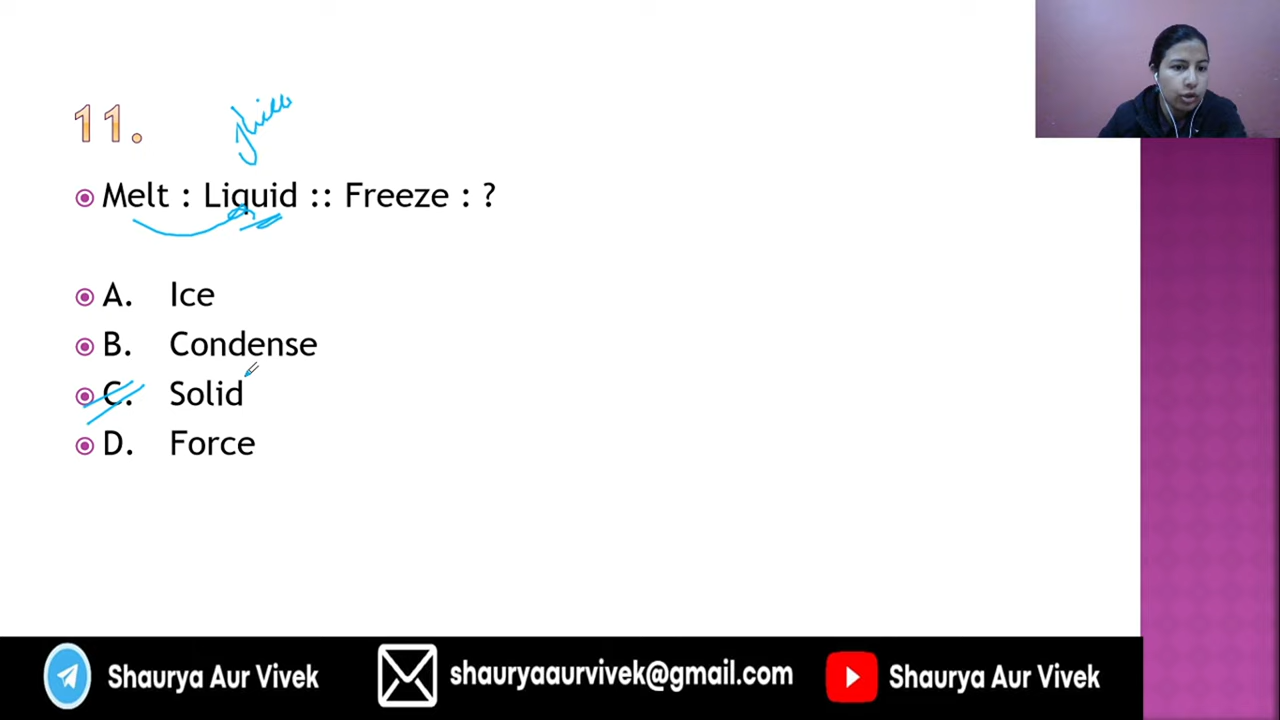 11.
Melt : Liquid :: Freeze : ?
A. Ice
B. Condense
C. Solid
D. Force
Shaurya Aur Vivek
shauryaaurvivek@gmail.com
Shaurya Aur Vivek